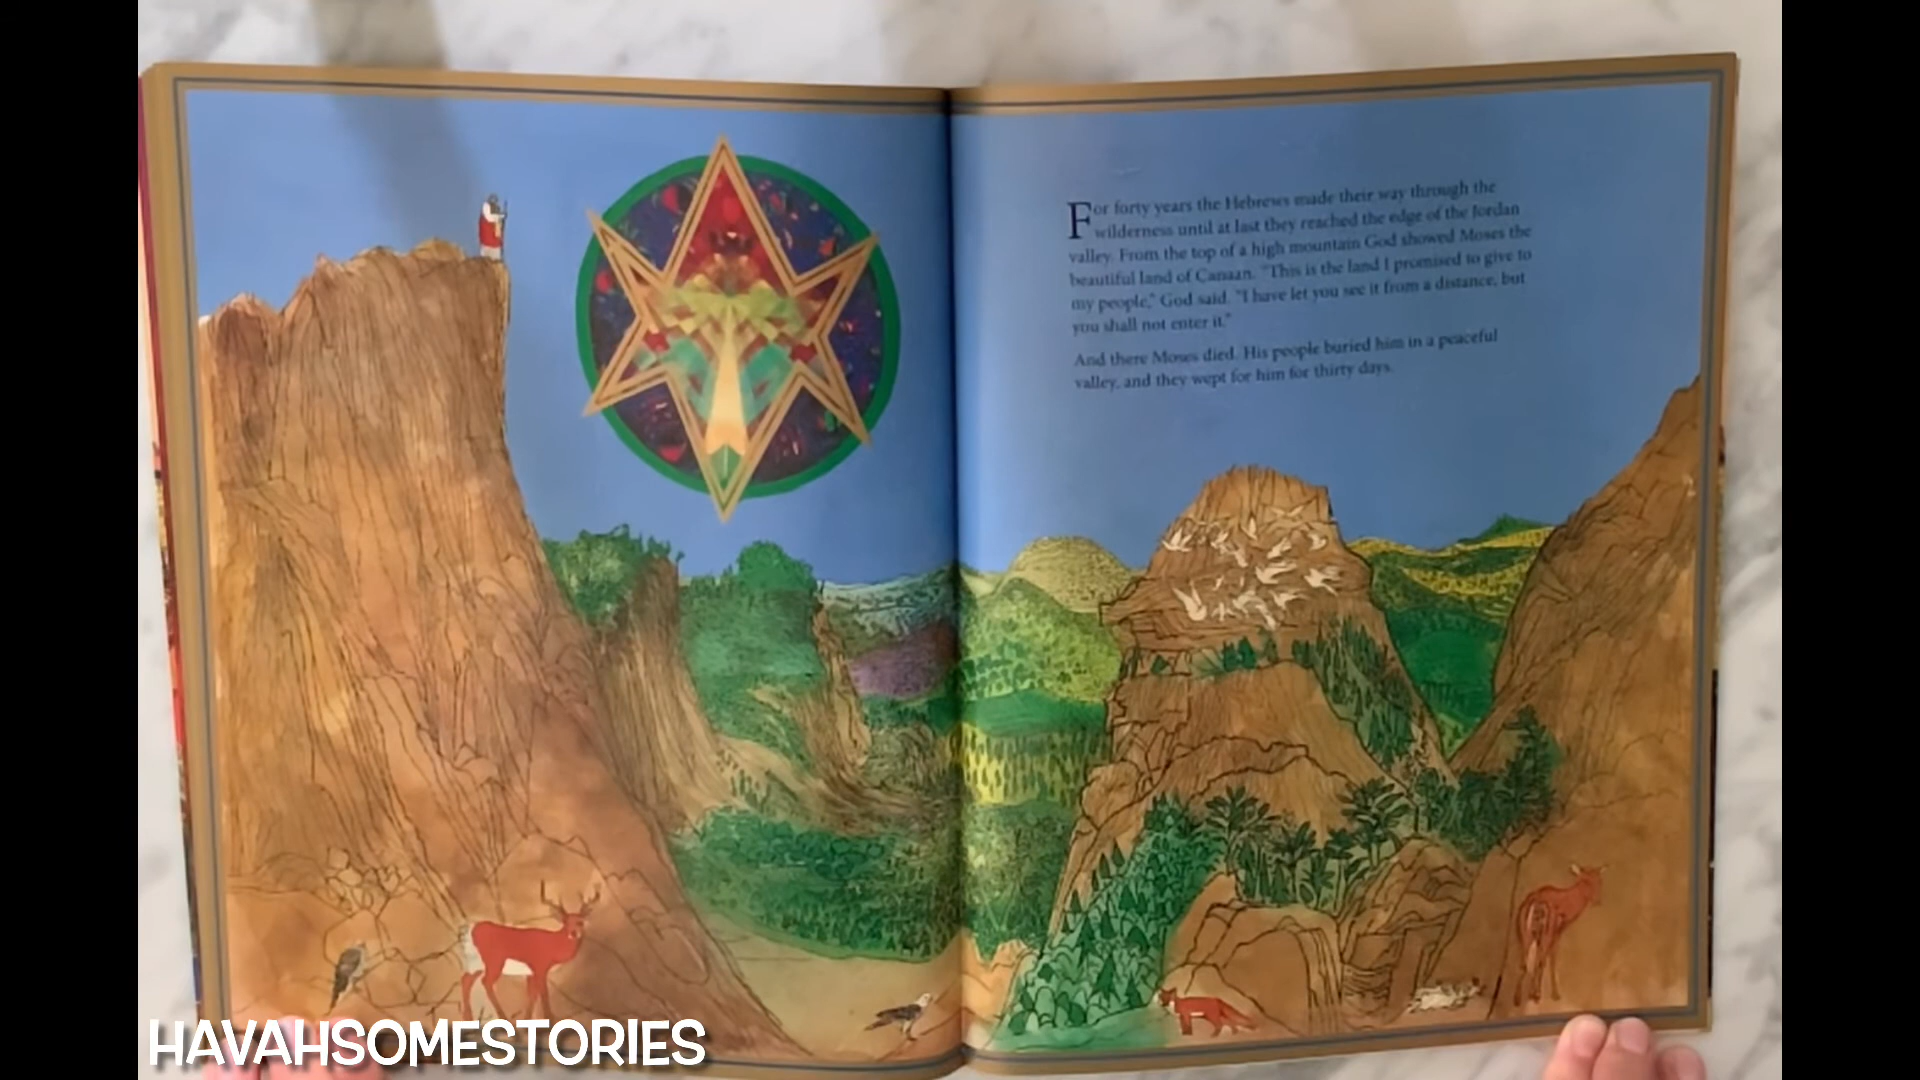 For forty years the Hebrews made their way through the
wilderness until at last they reached the edge of the Jordan
valley. From the top of a high mountain God showed Moses the
beautiful land of Canaan. "This is the land I promised to give to
my people," God said. "I have let you see it from a distance, but
you shall not enter it."
And there Moses died. His people buried him in a peaceful
valley, and they wept for him for thirty days.
HAVAHSOMESTORIES